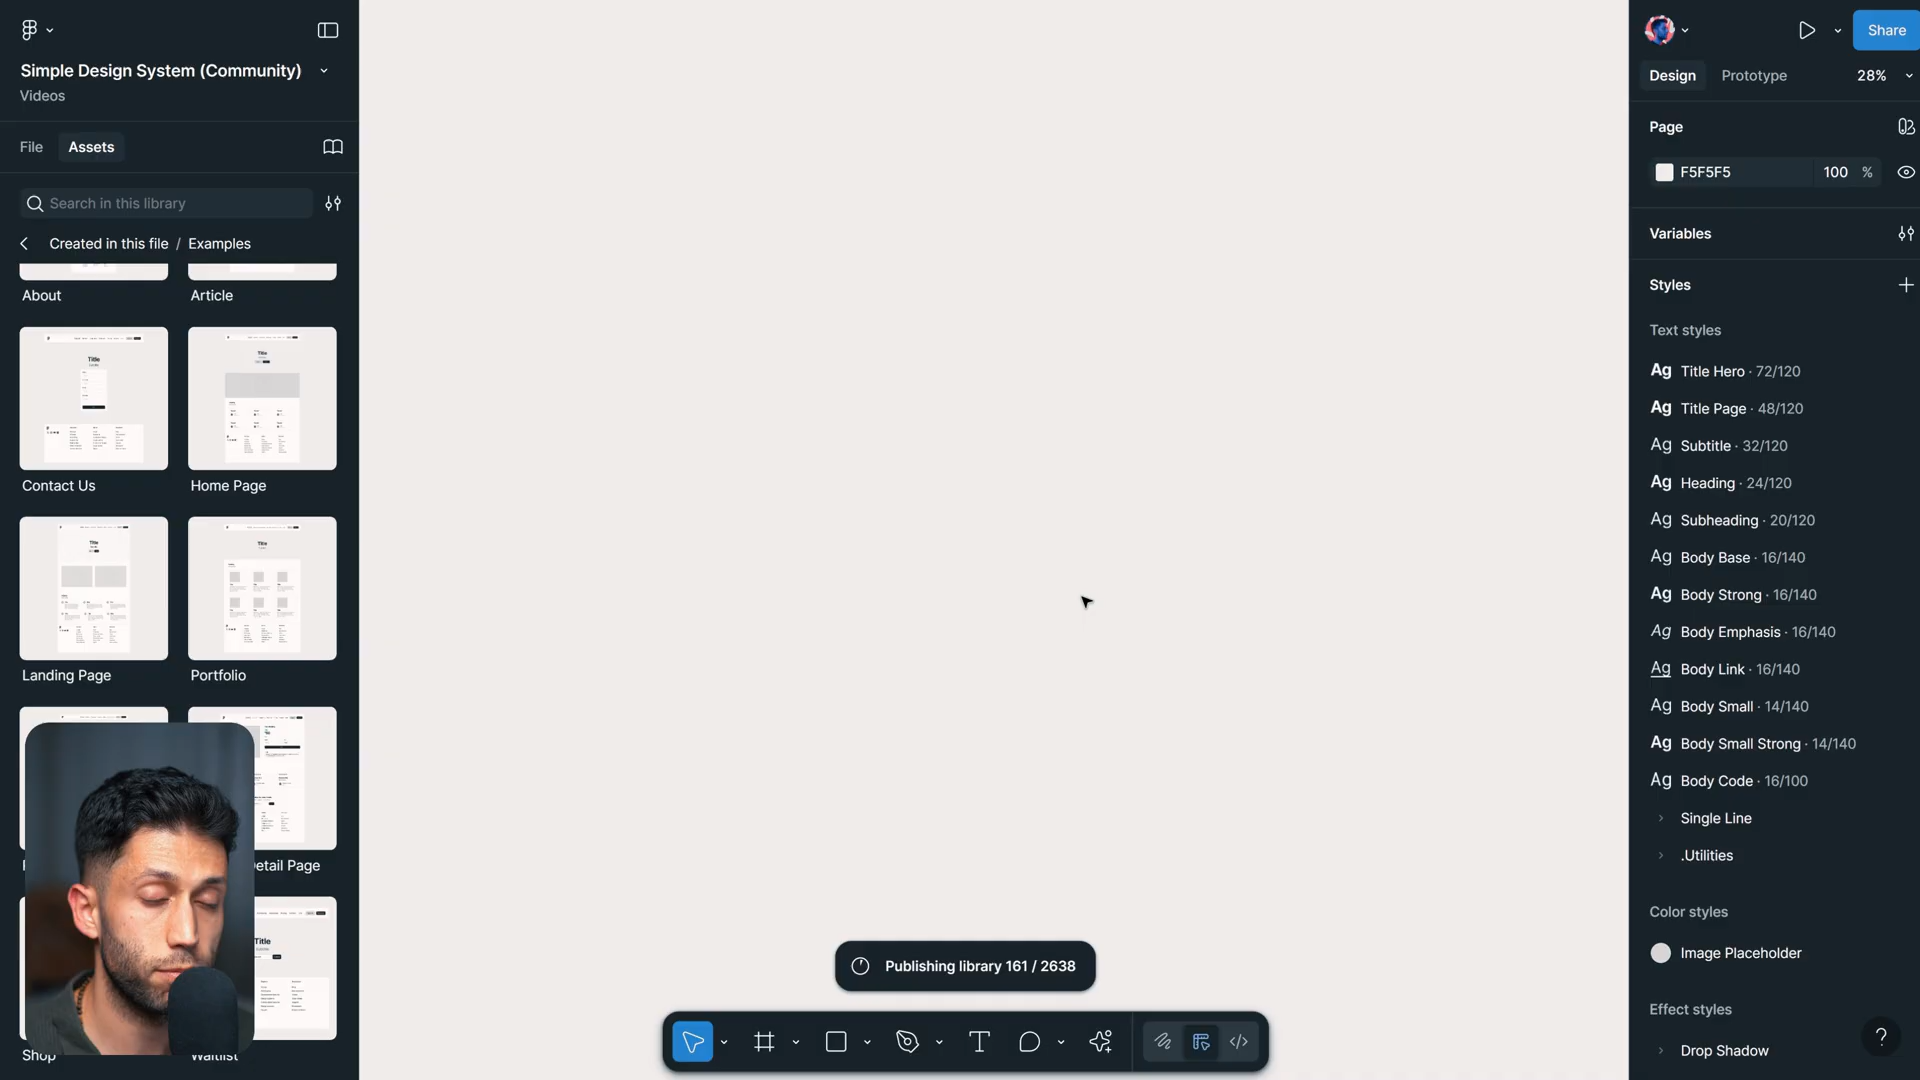 Simple Design System (Community)
Videos
File
Assets
Search in this library
Created in this file / Examples
About
Article
Contact Us
Home Page
Landing Page
Portfolio
Detail Page
Shop
Waitlist
Title
Title
Title
Title
Title
Publishing library 161 / 2638
Share
Design
Prototype
28%
Page
F5F5F5
100
%
Variables
Styles
Text styles
Ag Title Hero · 72/120
Ag Title Page · 48/120
Ag Subtitle · 32/120
Ag Heading · 24/120
Ag Subheading · 20/120
Ag Body Base · 16/140
Ag Body Strong · 16/140
Ag Body Emphasis · 16/140
Ag Body Link · 16/140
Ag Body Small · 14/140
Ag Body Small Strong · 14/140
Ag Body Code · 16/100
Single Line
.Utilities
Color styles
Image Placeholder
Effect styles
Drop Shadow
?